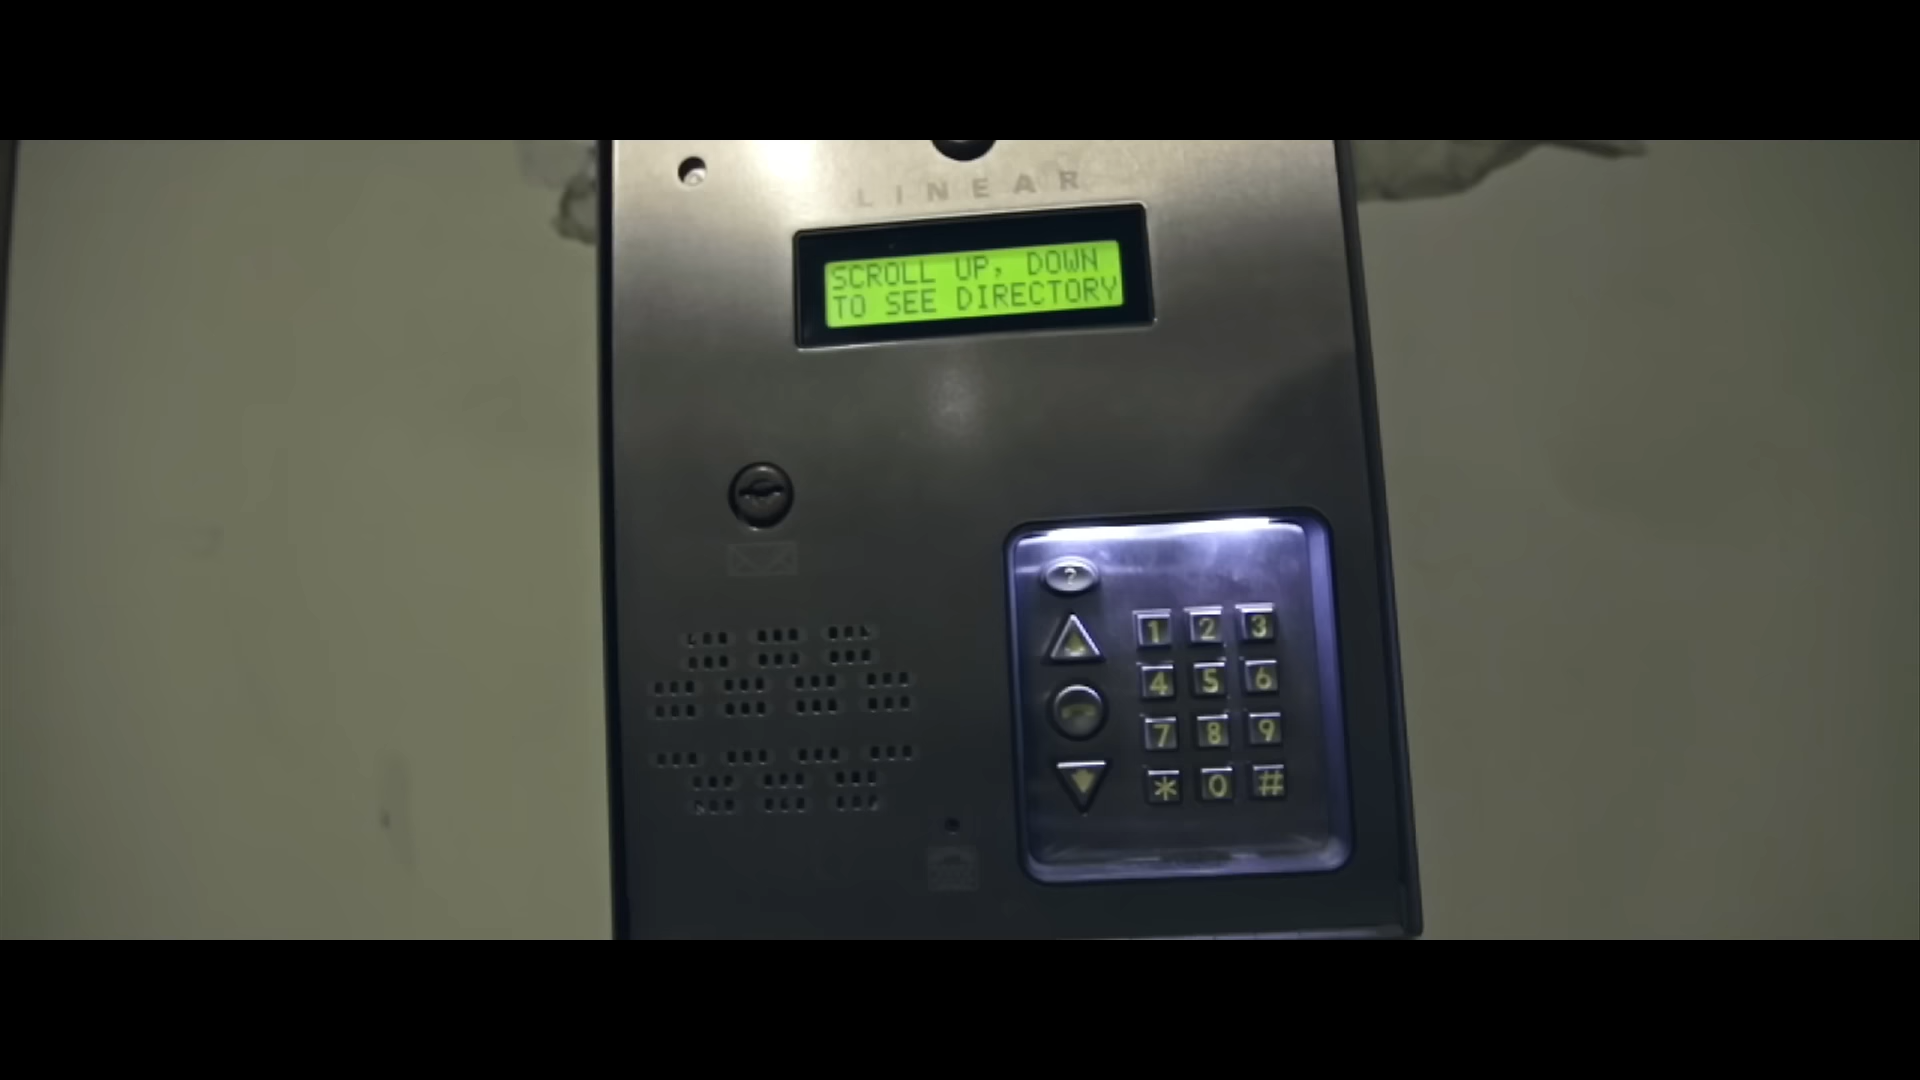 LINEAR
SCROLL UP, DOWN
TO SEE DIRECTORY
?
1 2 3
4 5 6
7 8 9
* 0 #